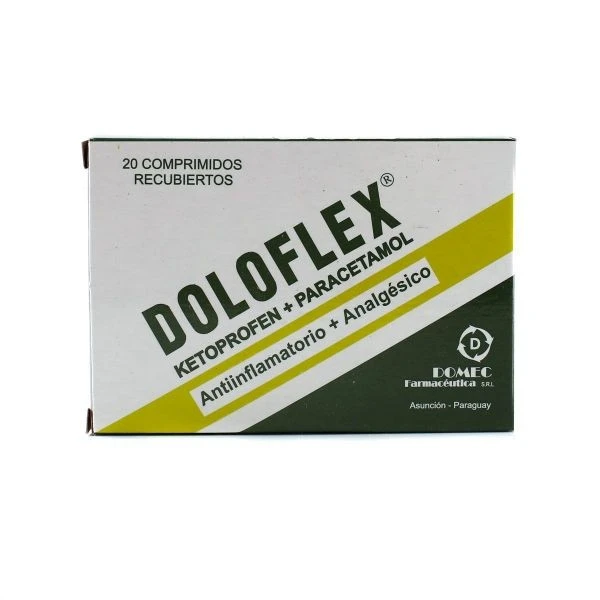 20 COMPRIMIDOS
RECUBIERTOS
DOLOFLEX®
KETOPROFEN + PARACETAMOL
Antiinflamatorio + Analgésico
D
DOMEC
Farmacéutica S.R.L
Asunción - Paraguay